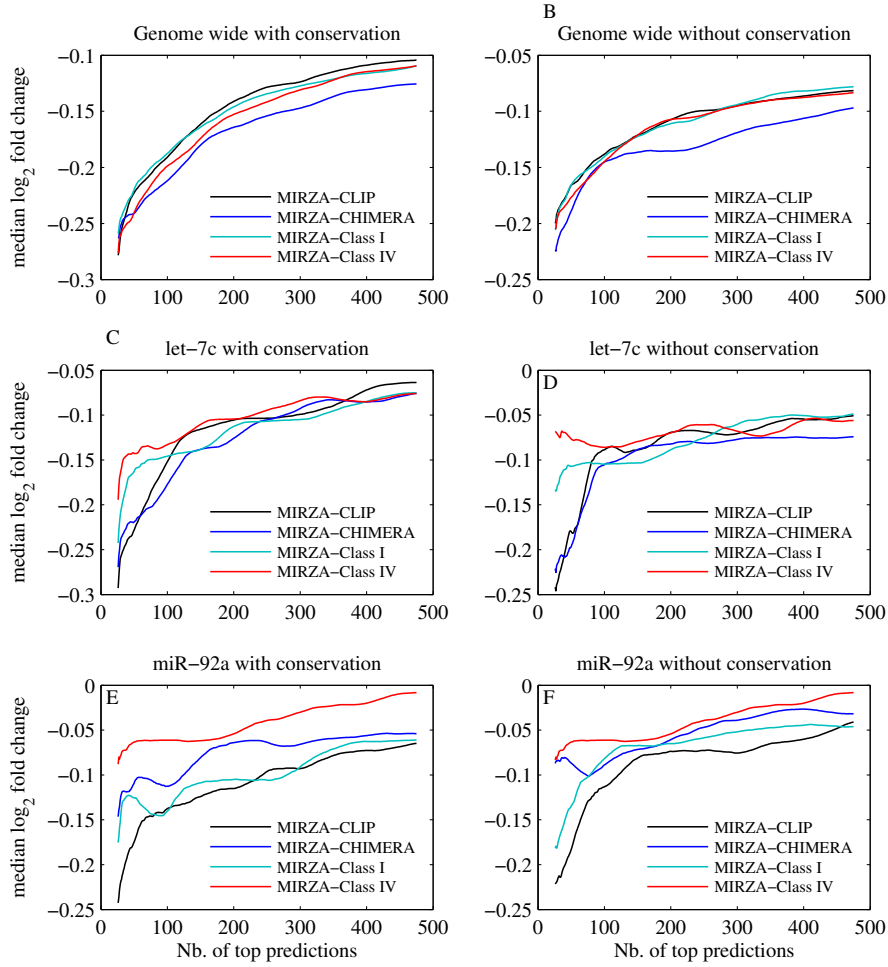 B
Genome wide with conservation
Genome wide without conservation
median log2 fold change
−0.1
−0.15
−0.2
−0.25
−0.3
0
100
200
300
400
500
MIRZA−CLIP
MIRZA−CHIMERA
MIRZA−Class I
MIRZA−Class IV
−0.05
−0.1
−0.15
−0.2
−0.25
0
100
200
300
400
500
MIRZA−CLIP
MIRZA−CHIMERA
MIRZA−Class I
MIRZA−Class IV
C
let−7c with conservation
let−7c without conservation
median log2 fold change
−0.05
−0.1
−0.15
−0.2
−0.25
−0.3
0
100
200
300
400
500
MIRZA−CLIP
MIRZA−CHIMERA
MIRZA−Class I
MIRZA−Class IV
D
0
−0.05
−0.1
−0.15
−0.2
−0.25
0
100
200
300
400
500
MIRZA−CLIP
MIRZA−CHIMERA
MIRZA−Class I
MIRZA−Class IV
miR−92a with conservation
miR−92a without conservation
E
median log2 fold change
0
−0.05
−0.1
−0.15
−0.2
−0.25
0
100
200
300
400
500
Nb. of top predictions
MIRZA−CLIP
MIRZA−CHIMERA
MIRZA−Class I
MIRZA−Class IV
F
0
−0.05
−0.1
−0.15
−0.2
−0.25
0
100
200
300
400
500
Nb. of top predictions
MIRZA−CLIP
MIRZA−CHIMERA
MIRZA−Class I
MIRZA−Class IV